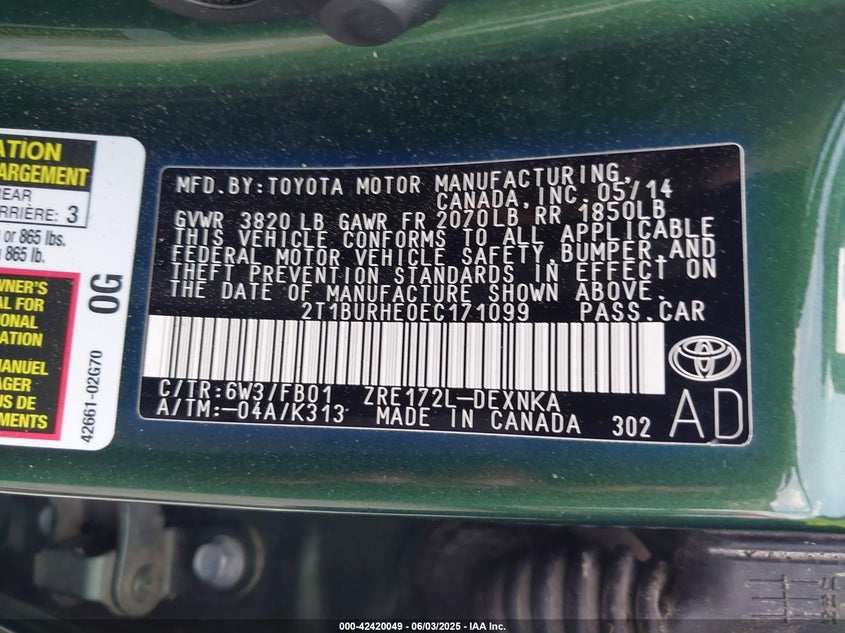 ATION
ARGEMENT
REAR
ARRIÈRE: 3
or 865 lbs.
865 lb.
OWNER'S
AL FOR
IONAL
ATION
MANUEL
AGER
US DE
EMENTS
42661-02G70
0G
MFD. BY: TOYOTA MOTOR MANUFACTURING,
CANADA, INC. 05/14
GVWR 3820 LB GAWR FR 2070LB, RR 1850LB
THIS VEHICLE CONFORMS TO ALL APPLICABLE
FEDERAL MOTOR VEHICLE SAFETY, BUMPER, AND
THEFT PREVENTION STANDARDS IN EFFECT ON
THE DATE OF MANUFACTURE SHOWN ABOVE.
2T1BURHE0EC171099 PASS. CAR
C/TR: 6W3/FB01 ZRE172L-DEXNKA
A/TM: -04A/K313 MADE IN CANADA 302
AD
000-42420049 - 06/03/2025 - IAA Inc.